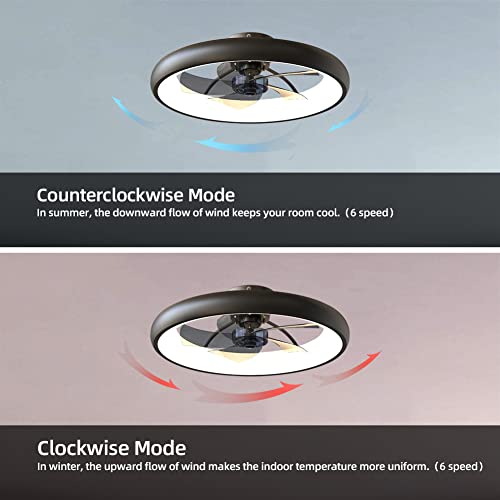 Counterclockwise Mode
In summer, the downward flow of wind keeps your room cool.（6 speed）
Clockwise Mode
In winter, the upward flow of wind makes the indoor temperature more uniform.（6 speed）